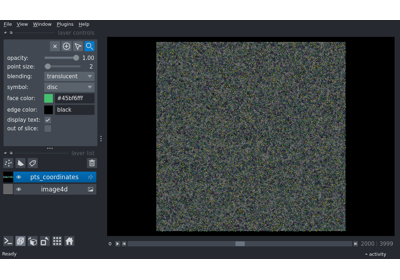 File View Window Plugins Help
layer controls
opacity: 1.00
point size: 2
blending: translucent
symbol: disc
face color: #45bf6fff
edge color: black
display text:
out of slice:
layer list
pts_coordinates
image4d
0 2000 3999
Ready activity